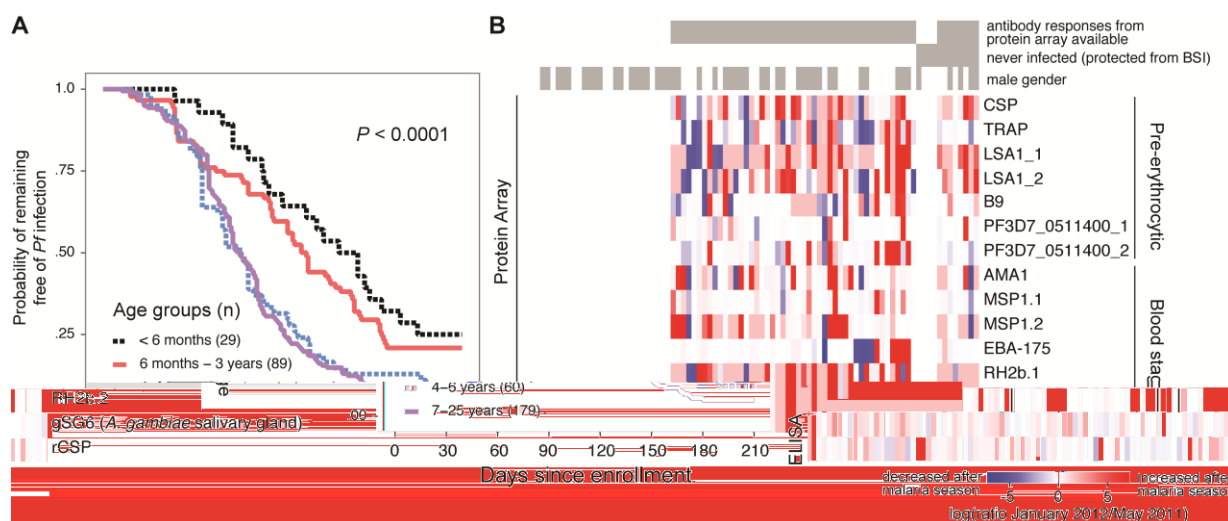 A
B
antibody responses from
protein array available
never infected (protected from BSI)
male gender
Probability of remaining
free of Pf infection
1.0
.75
.50
.25
P < 0.0001
Age groups (n)
< 6 months (29)
6 months – 3 years (89)
4–6 years (60)
7–25 years (179)
00
0 30 60 90 120 150 180 210
Days since enrollment
Protein Array
CSP
TRAP
LSA1_1
LSA1_2
B9
PF3D7_0511400_1
PF3D7_0511400_2
AMA1
MSP1.1
MSP1.2
EBA-175
RH2b.1
Pre-erythrocytic
Blood
RH2b.2
gSG6 (A. gambiae salivary gland)
rCSP
ELISA
decreased after
malaria season
-5 0 5
increased after
malaria season
log(ratio January 2012/May 2011)